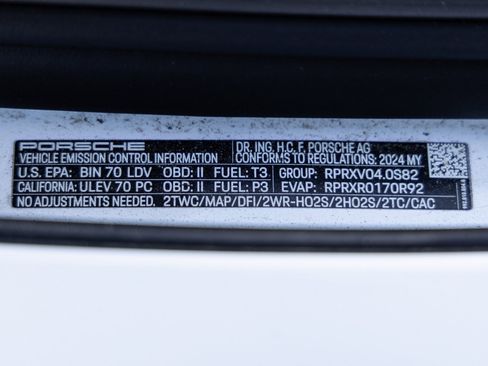 PORSCHE DR. ING. H.C. F. PORSCHE AG
VEHICLE EMISSION CONTROL INFORMATION CONFORMS TO REGULATIONS: 2024 MY
U.S. EPA: BIN 70 LDV OBD: II FUEL: T3 GROUP: RPRXV04.0S82
CALIFORNIA: ULEV 70 PC OBD: II FUEL: P3 EVAP: RPRXR0170R92
NO ADJUSTMENTS NEEDED. 2TWC/MAP/DFI/2WR-HO2S/2HO2S/2TC/CAC